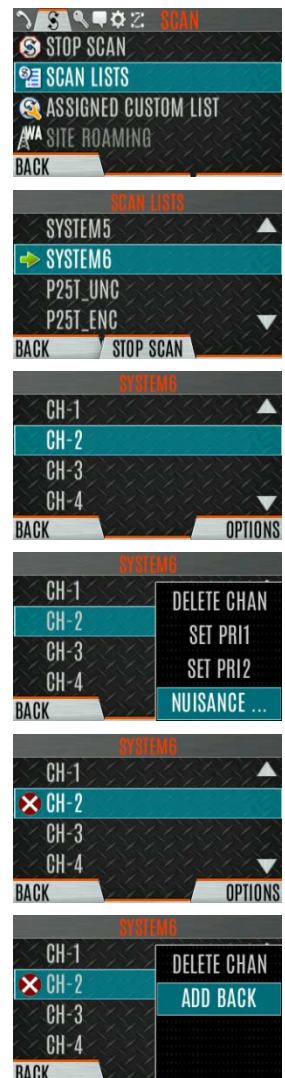 SCAN
STOP SCAN
SCAN LISTS
ASSIGNED CUSTOM LIST
SITE ROAMING
BACK
SCAN LISTS
SYSTEM5
SYSTEM6
P25T_UNC
P25T_ENC
BACK STOP SCAN
SYSTEM6
CH-1
CH-2
CH-3
CH-4
BACK OPTIONS
SYSTEM6
CH-1
CH-2
CH-3
CH-4
BACK
DELETE CHAN
SET PRI1
SET PRI2
NUISANCE ...
SYSTEM6
CH-1
CH-2
CH-3
CH-4
BACK OPTIONS
SYSTEM6
CH-1
CH-2
CH-3
CH-4
BACK
DELETE CHAN
ADD BACK